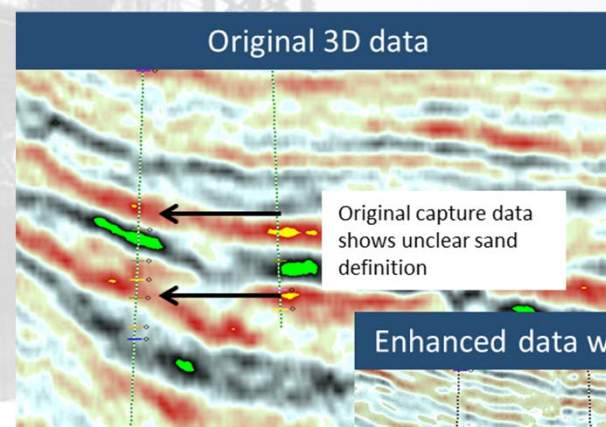 Original 3D data
Original capture data
shows unclear sand
definition
Enhanced data w